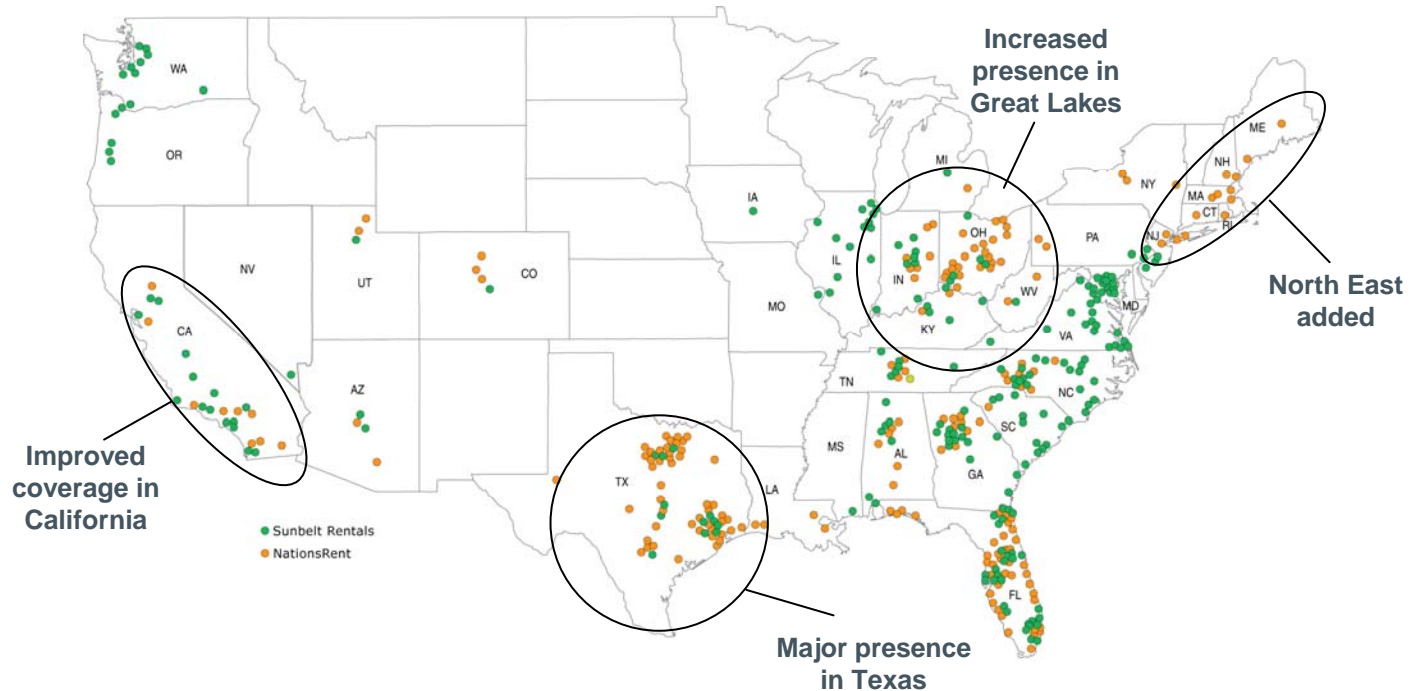 Increased
presence in
Great Lakes
WA
ME
OR
MI
NH
NY
MA
IA
CT
RI
OH
PA
NJ
NV
UT
CO
IL
IN
WV
MD
North East
added
CA
MO
KY
VA
AZ
TN
NC
SC
MS
AL
GA
Improved
coverage in
California
TX
LA
Sunbelt Rentals
NationsRent
FL
Major presence
in Texas